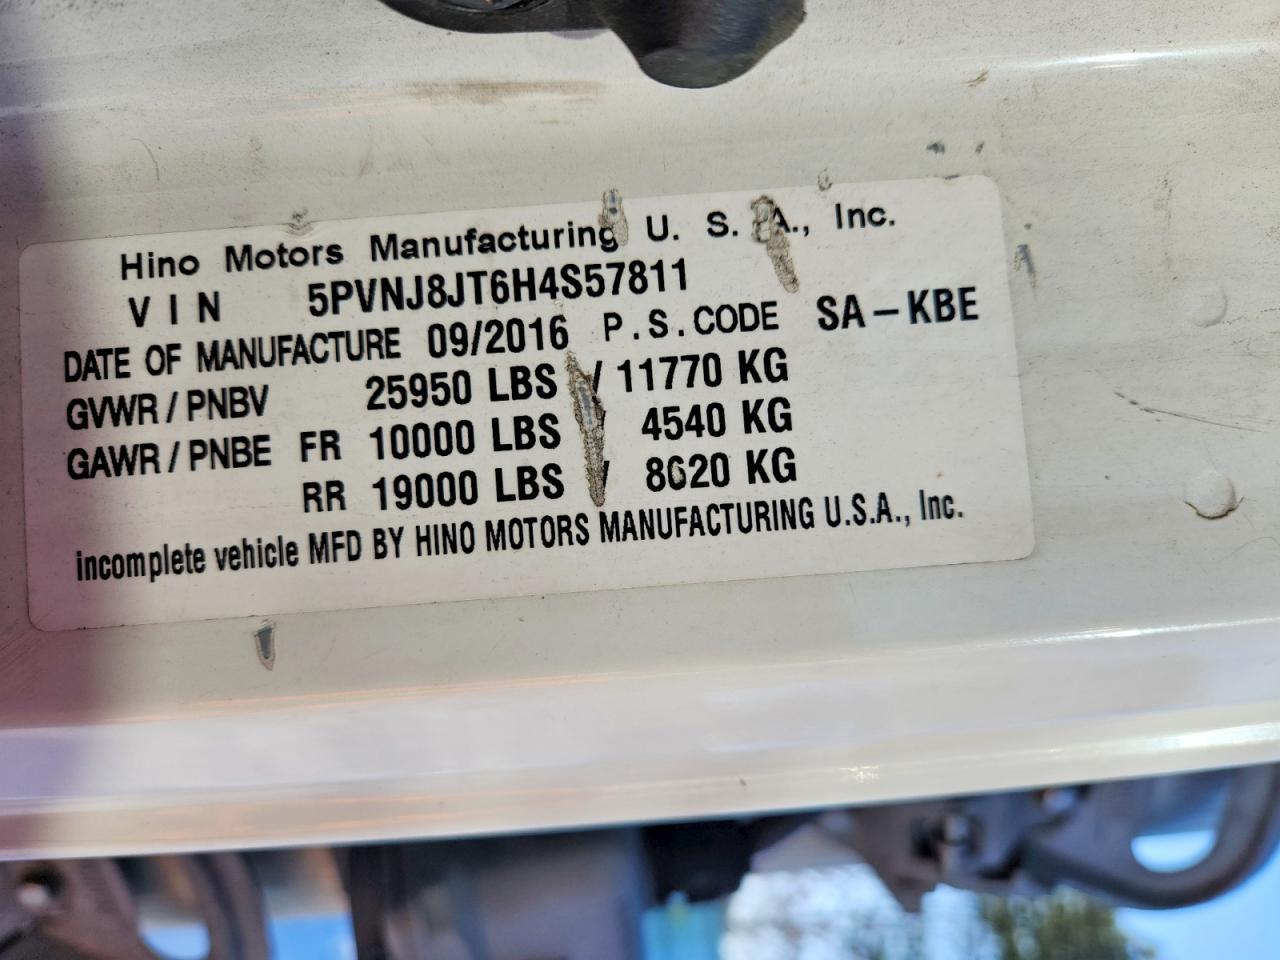 Hino Motors Manufacturing U. S. A., Inc.
VIN 5PVNJ8JT6H4S57811
DATE OF MANUFACTURE 09/2016 P.S.CODE SA-KBE
GVWR/PNBV 25950 LBS / 11770 KG
GAWR/PNBE FR 10000 LBS / 4540 KG
RR 19000 LBS / 8620 KG
incomplete vehicle MFD BY HINO MOTORS MANUFACTURING U.S.A., Inc.